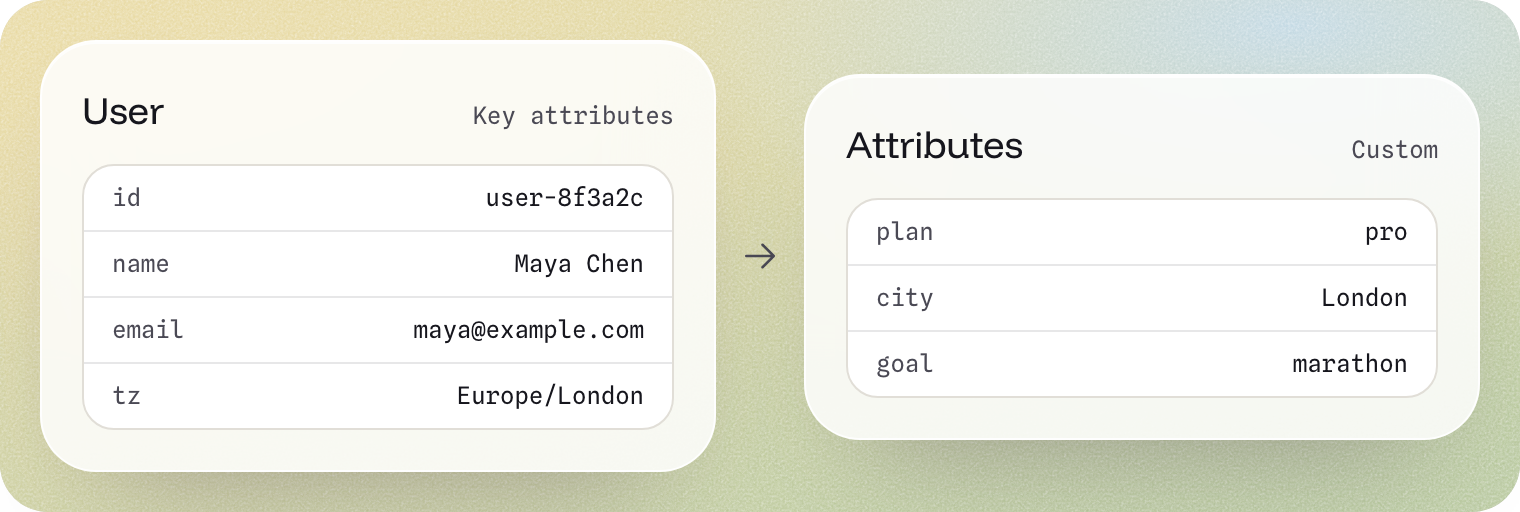 User
Key attributes
id user-8f3a2c
name Maya Chen
email maya@example.com
tz Europe/London
→
Attributes
Custom
plan pro
city London
goal marathon